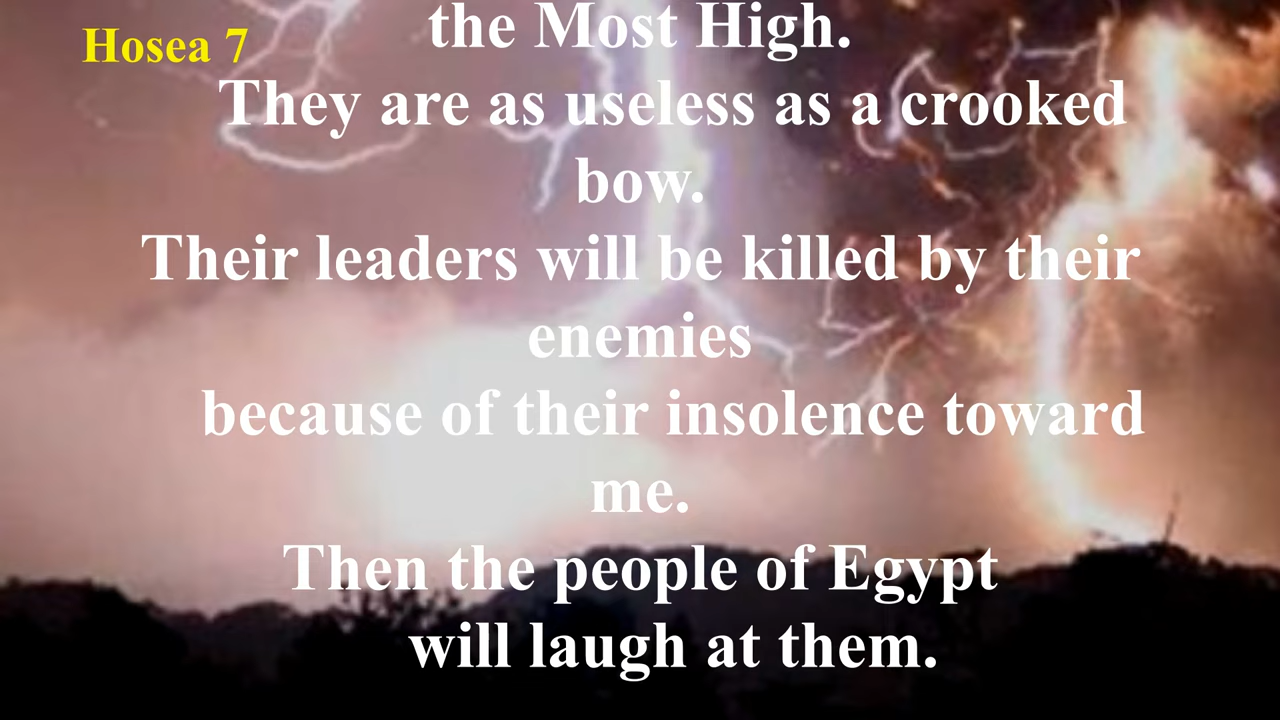 Hosea 7
the Most High.
They are as useless as a crooked
bow.
Their leaders will be killed by their
enemies
because of their insolence toward
me.
Then the people of Egypt
will laugh at them.